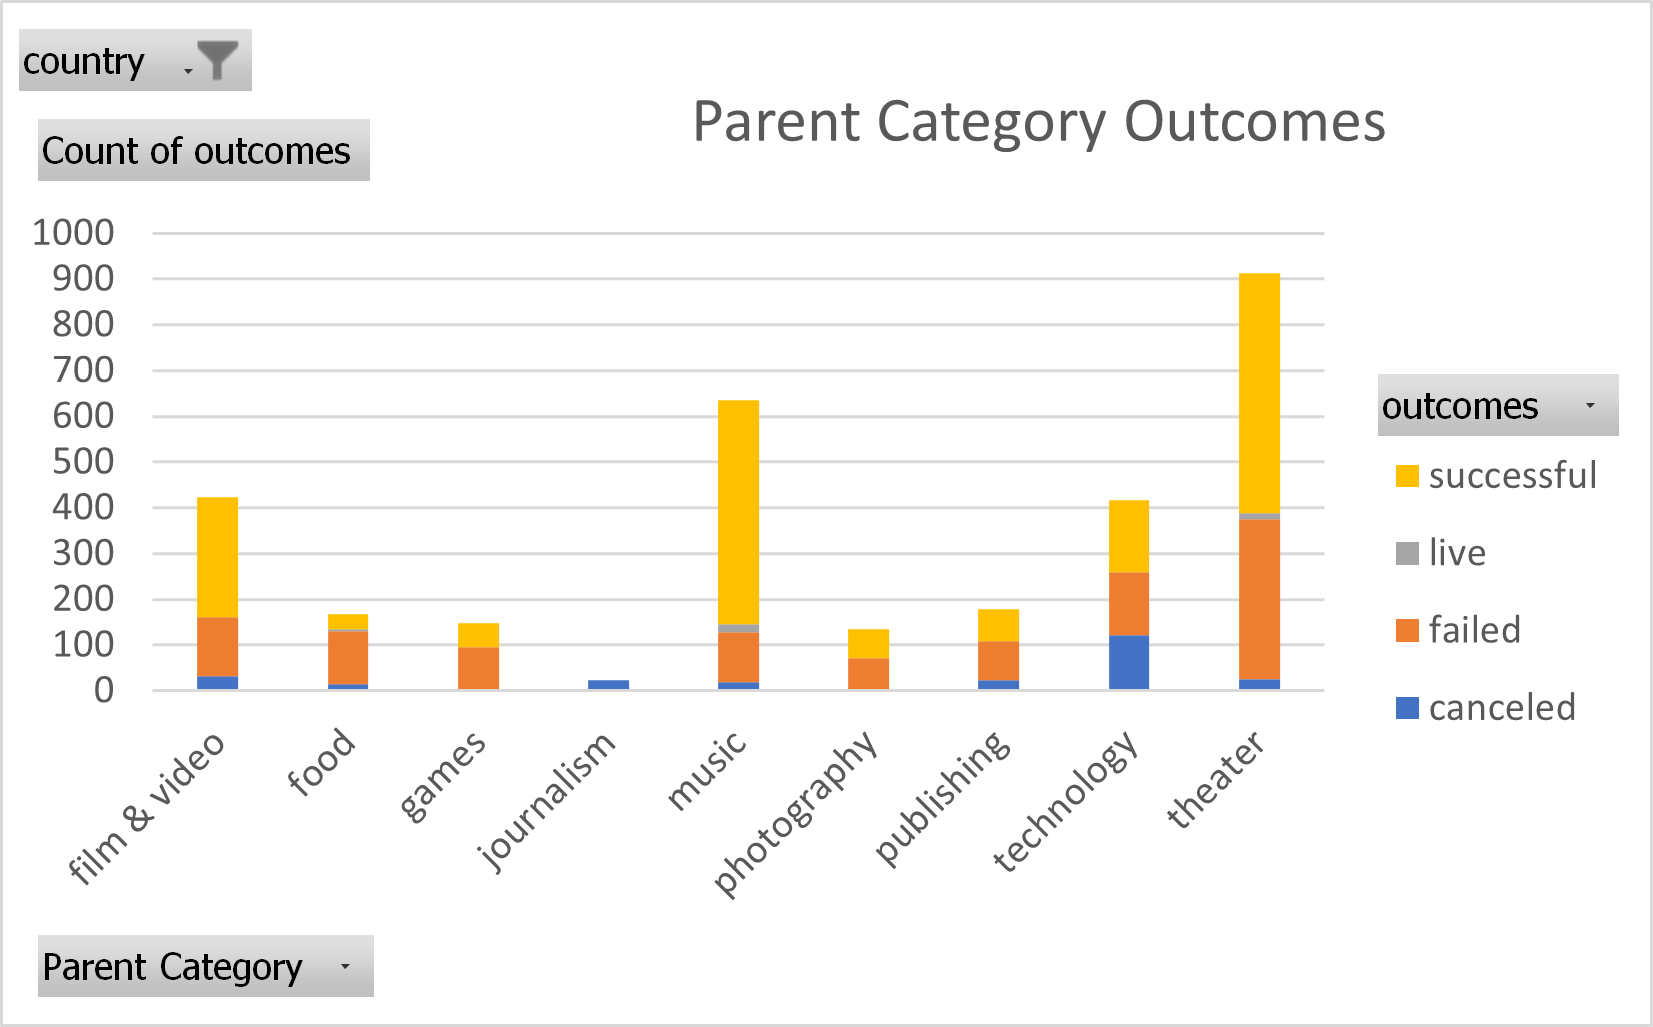 country
Count of outcomes
Parent Category Outcomes
1000
900
800
700
600
500
400
300
200
100
0
film & video
food
games
journalism
music
photography
publishing
technology
theater
outcomes
successful
live
failed
canceled
Parent Category